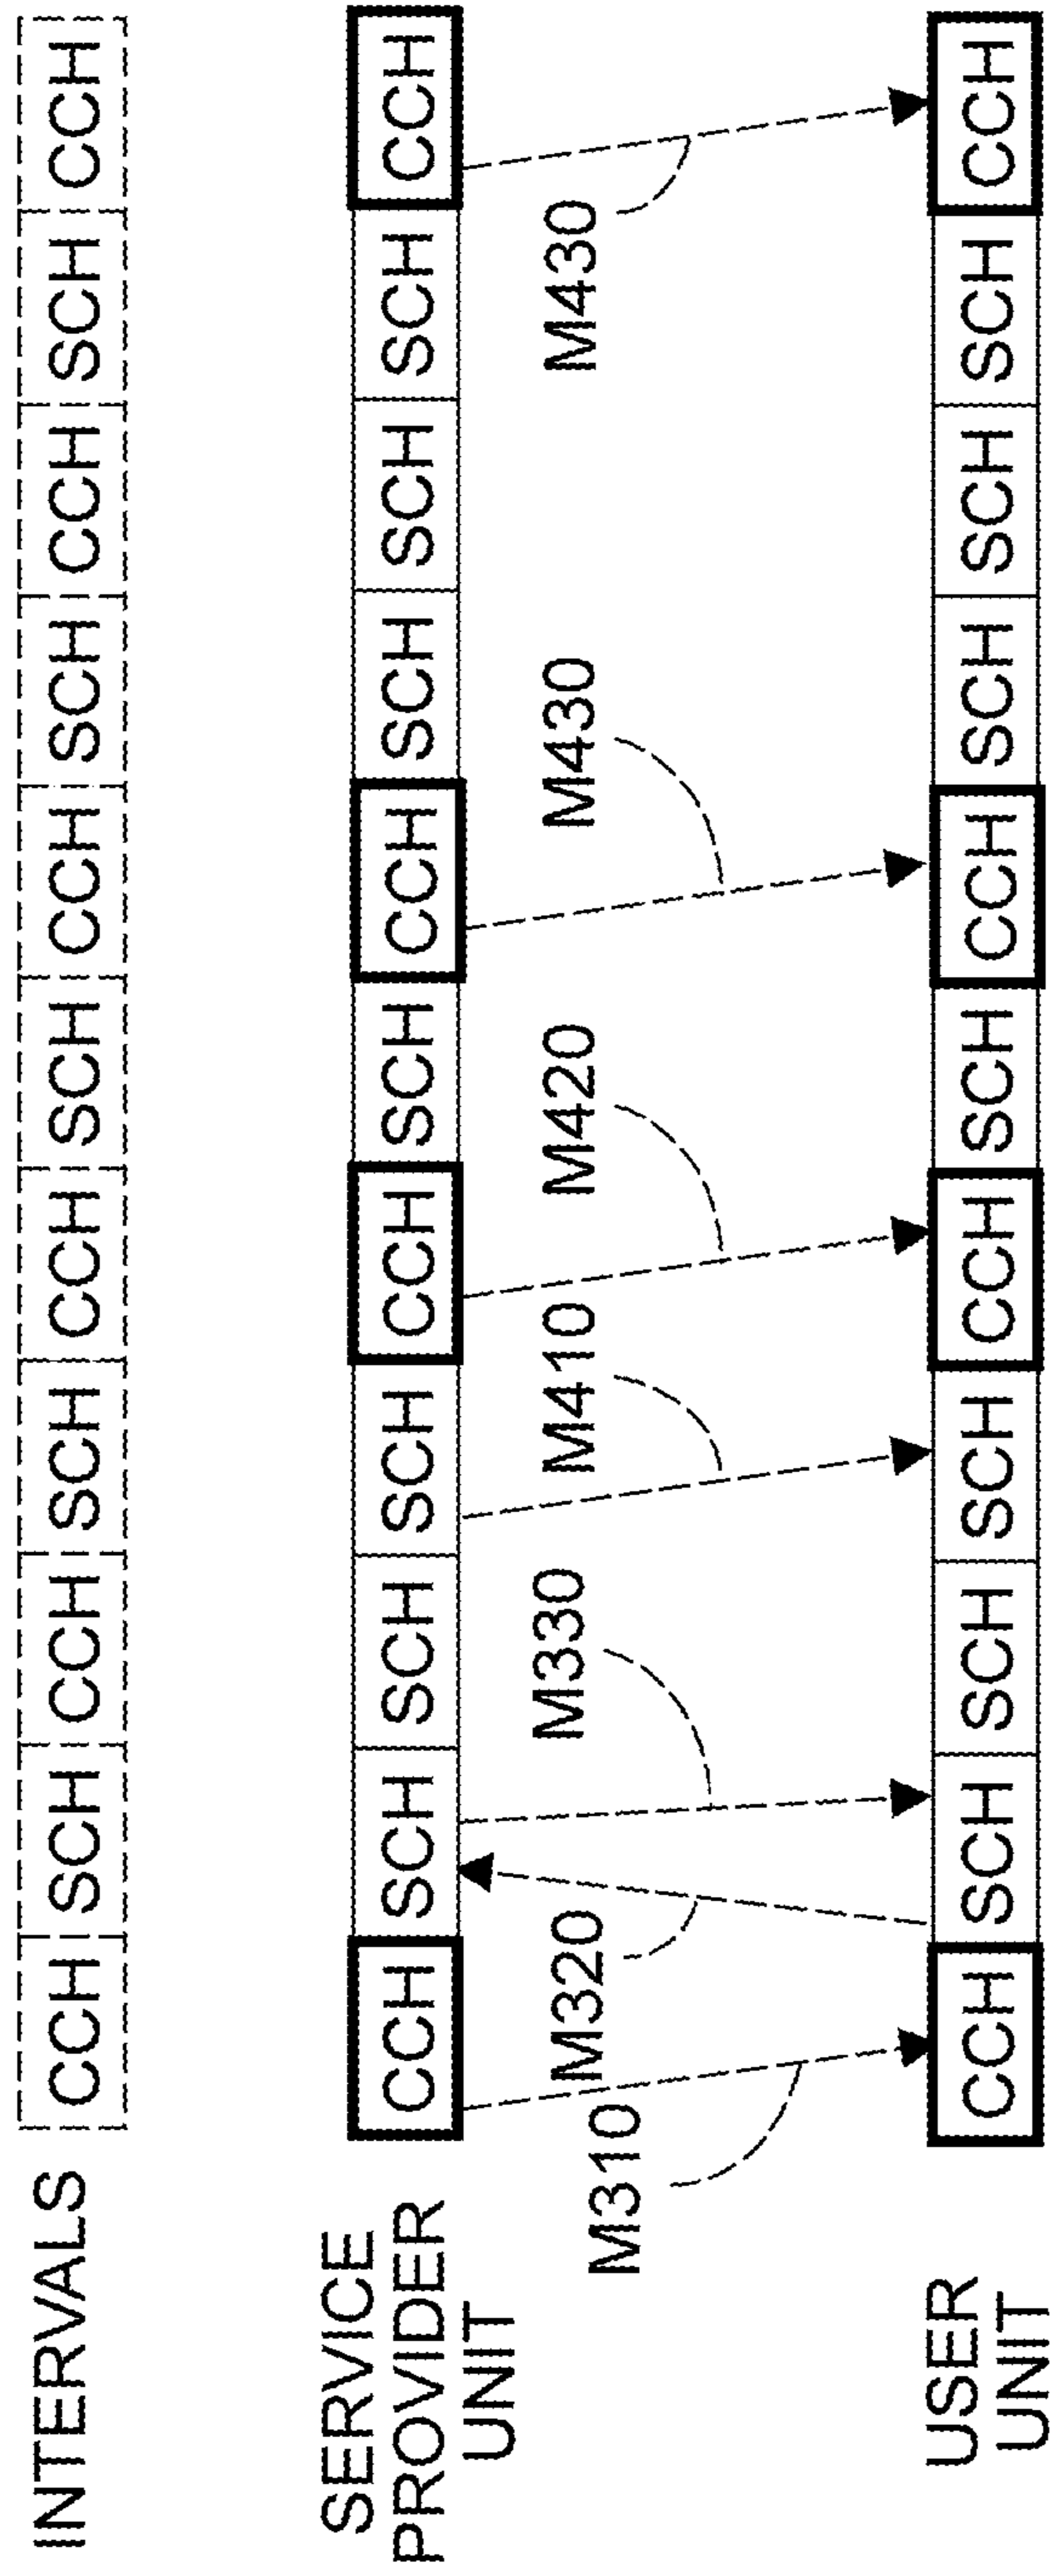 INTERVALS CCH SCH CCH SCH CCH SCH CCH SCH CCH SCH CCH
SERVICE
PROVIDER
UNIT
CCH SCH SCH SCH CCH SCH CCH SCH SCH SCH CCH
M310 M320 M330 M410 M420 M430 M430
USER
UNIT
CCH SCH SCH SCH CCH SCH CCH SCH SCH SCH CCH